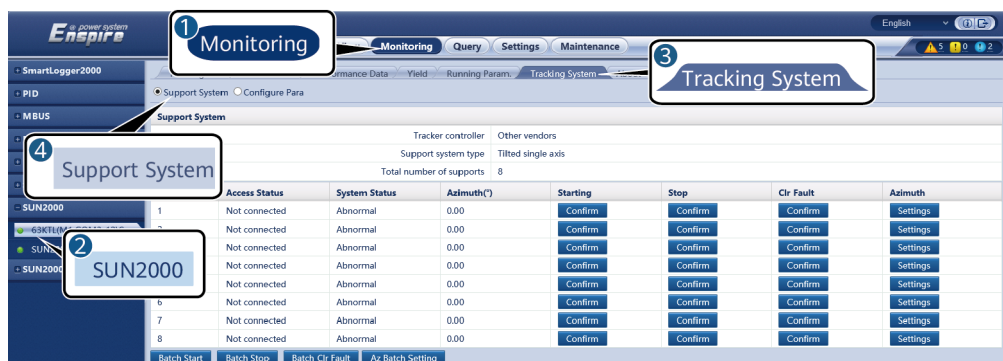 @ power system
Enspire
English
1 Monitoring
Monitoring Query Settings Maintenance
5 0 2
SmartLogger2000
PID
MBUS
SUN2000
SUN2000
Performance Data Yield Running Param. Tracking System
3 Tracking System
Support System Configure Para
Support System
Tracker controller Other vendors
Support system type Tilted single axis
Total number of supports 8
4 Support System
2 SUN2000
Access Status System Status Azimuth(°) Starting Stop Clr Fault Azimuth
1 Not connected Abnormal 0.00 Confirm Confirm Confirm Settings
Not connected Abnormal 0.00 Confirm Confirm Confirm Settings
Not connected Abnormal 0.00 Confirm Confirm Confirm Settings
Not connected Abnormal 0.00 Confirm Confirm Confirm Settings
Not connected Abnormal 0.00 Confirm Confirm Confirm Settings
6 Not connected Abnormal 0.00 Confirm Confirm Confirm Settings
7 Not connected Abnormal 0.00 Confirm Confirm Confirm Settings
8 Not connected Abnormal 0.00 Confirm Confirm Confirm Settings
Batch Start Batch Stop Batch Clr Fault Az Batch Setting